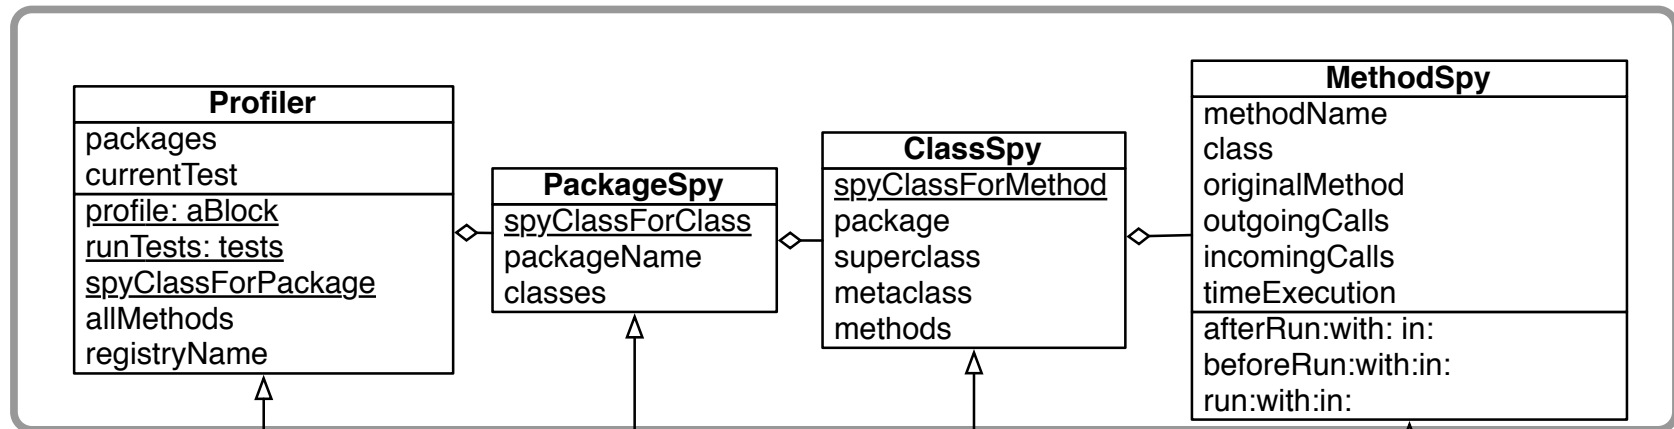 Profiler
packages
currentTest
profile: aBlock
runTests: tests
spyClassForPackage
allMethods
registryName
PackageSpy
spyClassForClass
packageName
classes
ClassSpy
spyClassForMethod
package
superclass
metaclass
methods
MethodSpy
methodName
class
originalMethod
outgoingCalls
incomingCalls
timeExecution
afterRun:with: in:
beforeRun:with:in:
run:with:in: